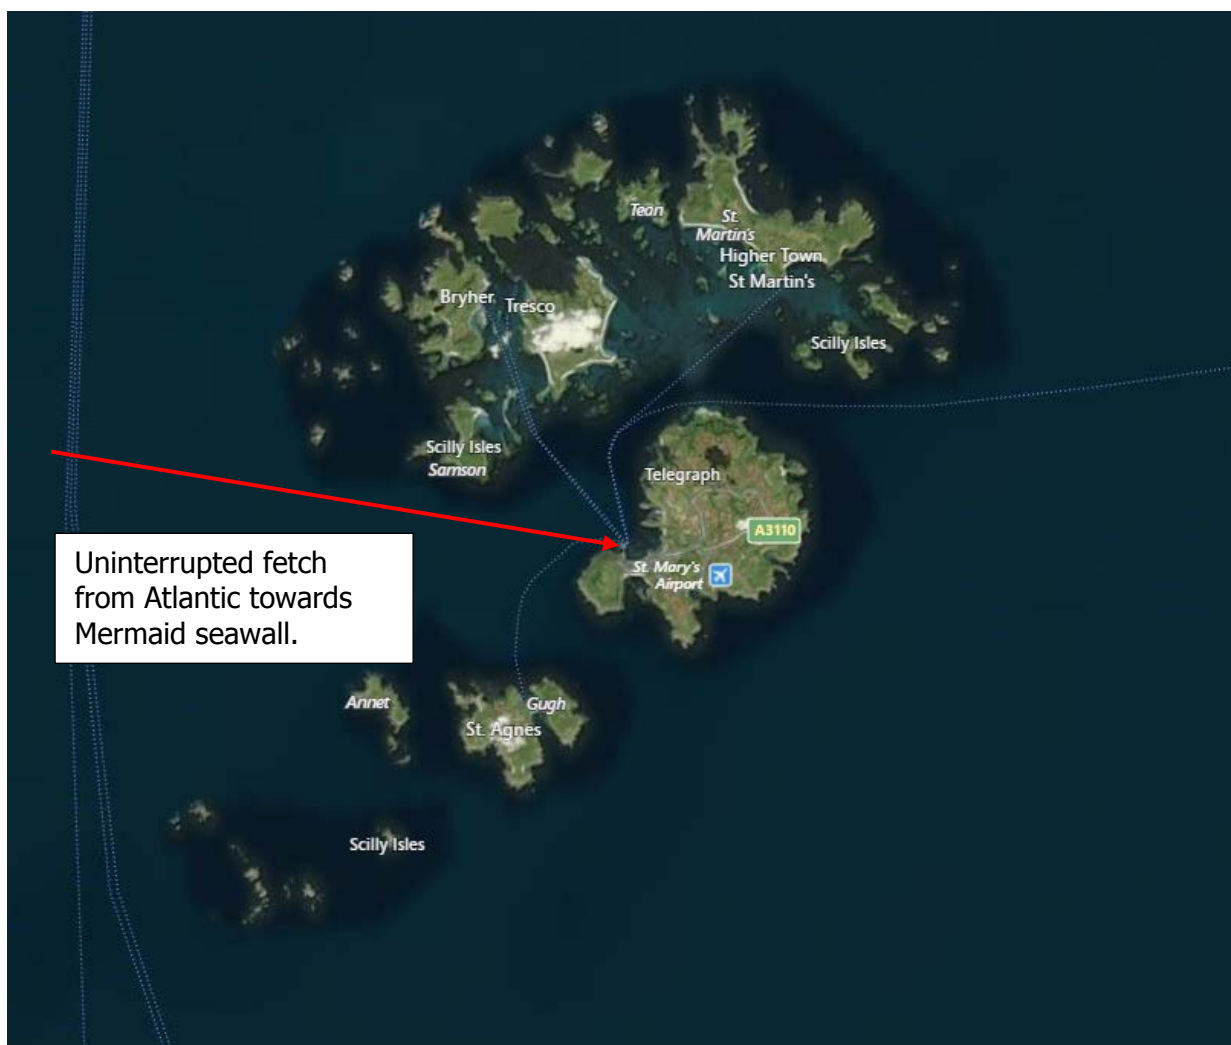 Tean
St.
Martin's
Higher Town
St Martin's
Bryher
Tresco
Scilly Isles
Scilly Isles
Samson
Telegraph
A3110
St. Mary's
Airport
Uninterrupted fetch
from Atlantic towards
Mermaid seawall.
Annet
Gugh
St. Agnes
Scilly Isles